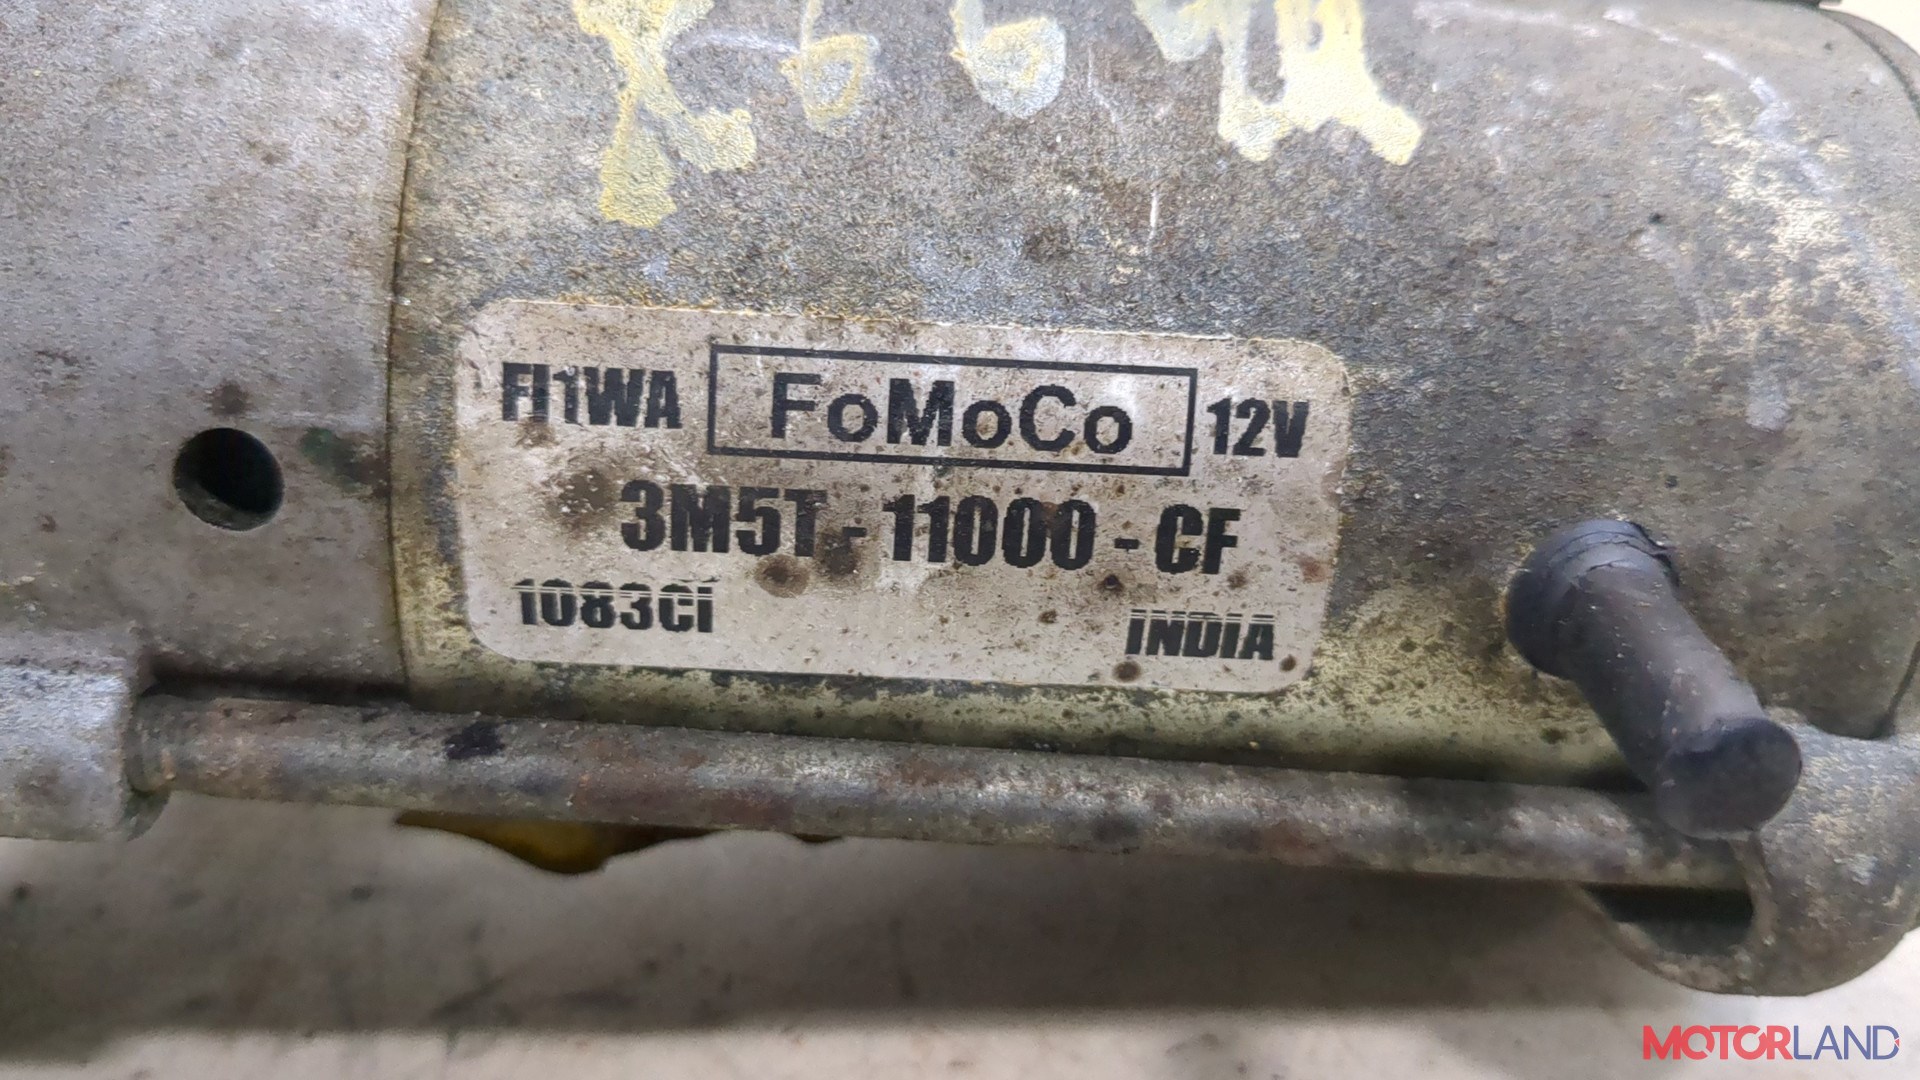 FI1WA FoMoCo 12V
3M5T - 11000 - CF
1083CI INDIA
MOTORLAND